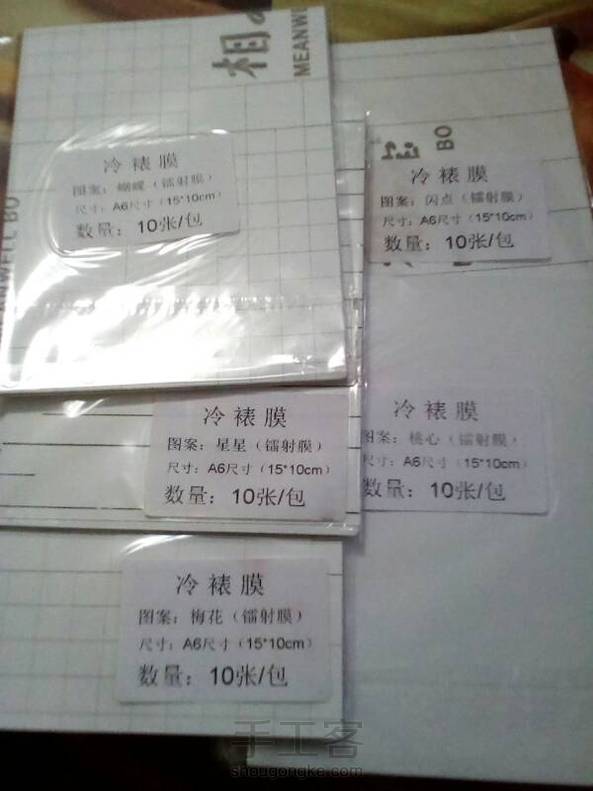 相
MEANWE
NWELL BO
BO
冷裱膜
图案：蝴蝶（镭射膜）
尺寸：A6尺寸（15*10cm）
数量：10张/包
冷裱膜
图案：闪点（镭射膜）
尺寸：A6尺寸（15*10cm）
数量：10张/包
冷裱膜
图案：星星（镭射膜）
尺寸：A6尺寸（15*10cm）
数量：10张/包
冷裱膜
图案：桃心（镭射膜）
尺寸：A6尺寸（15*10cm）
数量：10张/包
冷裱膜
图案：梅花（镭射膜）
尺寸：A6尺寸（15*10cm）
数量：10张/包
手工客
shougongke.com